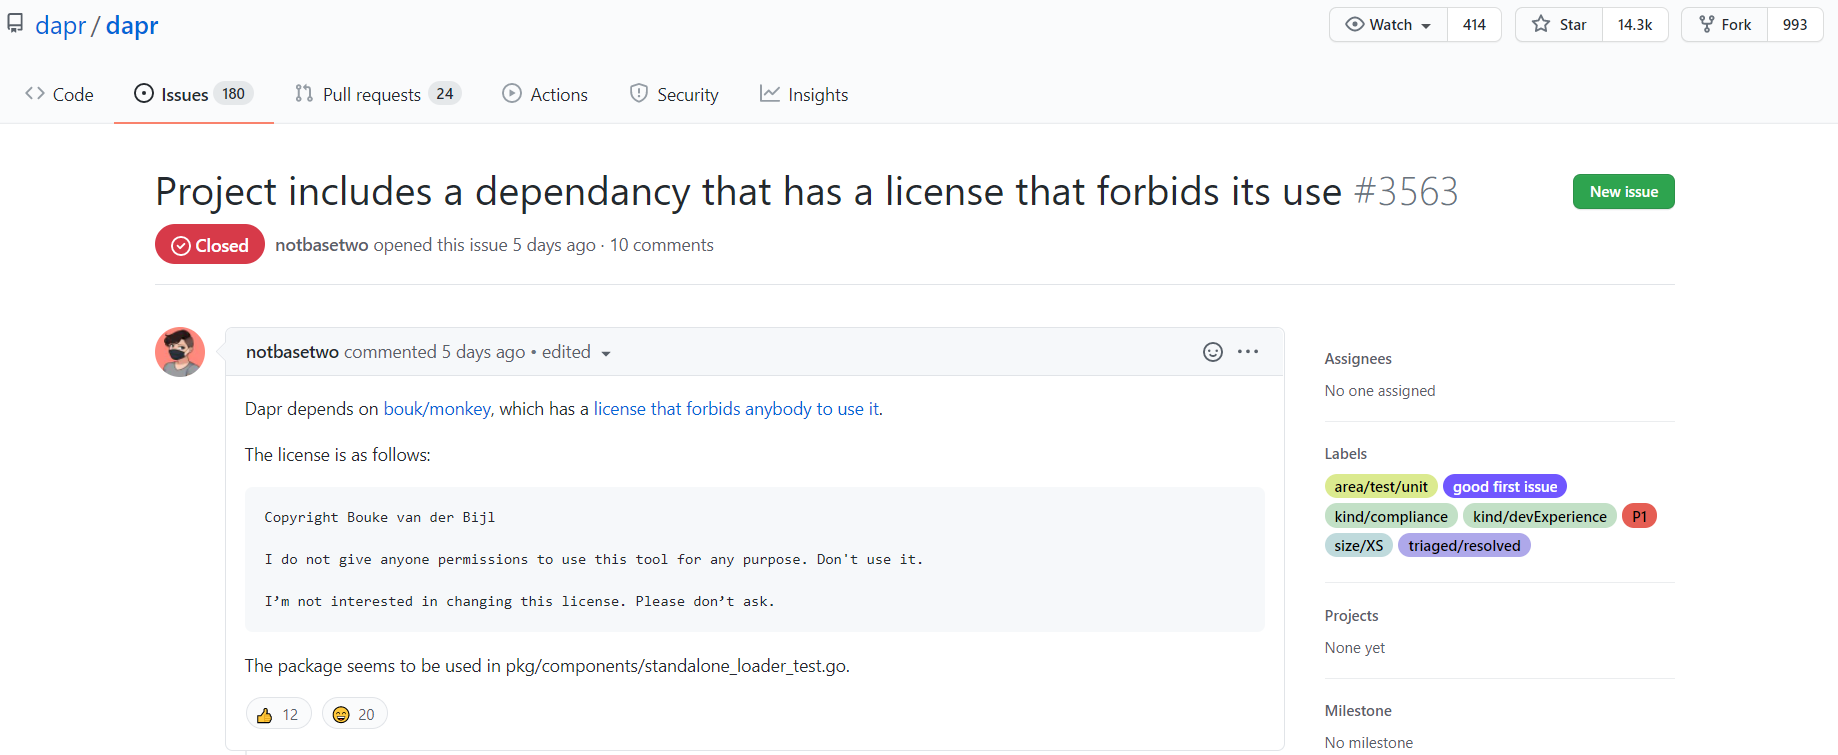 dapr / dapr
Watch 414 Star 14.3k Fork 993
Code Issues 180 Pull requests 24 Actions Security Insights
Project includes a dependancy that has a license that forbids its use #3563
New issue
Closed notbasetwo opened this issue 5 days ago · 10 comments
notbasetwo commented 5 days ago • edited
Dapr depends on bouk/monkey, which has a license that forbids anybody to use it.
The license is as follows:
Copyright Bouke van der Bijl
I do not give anyone permissions to use this tool for any purpose. Don't use it.
I’m not interested in changing this license. Please don’t ask.
The package seems to be used in pkg/components/standalone_loader_test.go.
👍 12 😄 20
Assignees
No one assigned
Labels
area/test/unit good first issue
kind/compliance kind/devExperience P1
size/XS triaged/resolved
Projects
None yet
Milestone
No milestone